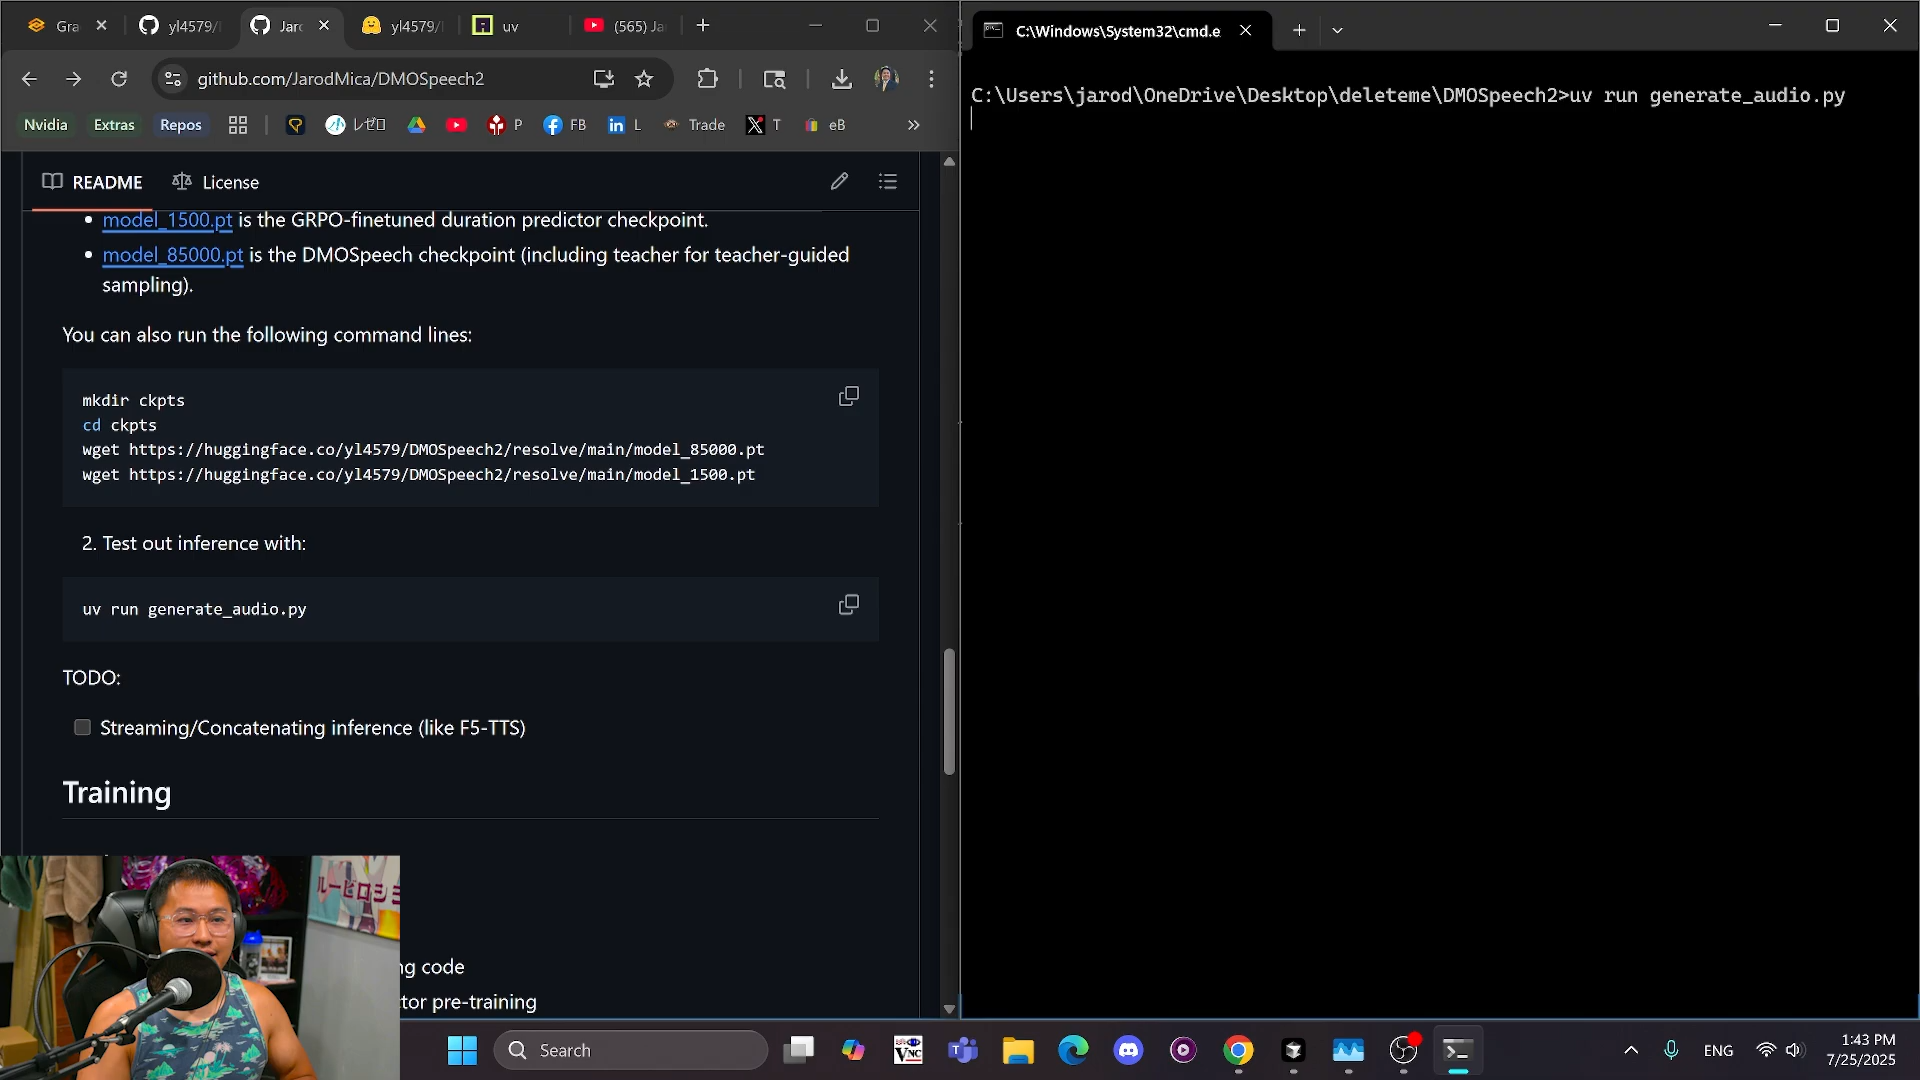 Gra
yl4579/
Jarc
yl4579/
uv
(565) Ja
C:\Windows\System32\cmd.e
github.com/JarodMica/DMOSpeech2
Nvidia
Extras
Repos
レゼロ
P
FB
L
Trade
T
eB
README
License
model_1500.pt is the GRPO-finetuned duration predictor checkpoint.
model_85000.pt is the DMOSpeech checkpoint (including teacher for teacher-guided
sampling).
You can also run the following command lines:
mkdir ckpts
cd ckpts
wget https://huggingface.co/yl4579/DMOSpeech2/resolve/main/model_85000.pt
wget https://huggingface.co/yl4579/DMOSpeech2/resolve/main/model_1500.pt
2. Test out inference with:
uv run generate_audio.py
TODO:
Streaming/Concatenating inference (like F5-TTS)
Training
ng code
tor pre-training
C:\Users\jarod\OneDrive\Desktop\deleteme\DMOSpeech2>uv run generate_audio.py
Search
VNC
ENG
1:43 PM
7/25/2025